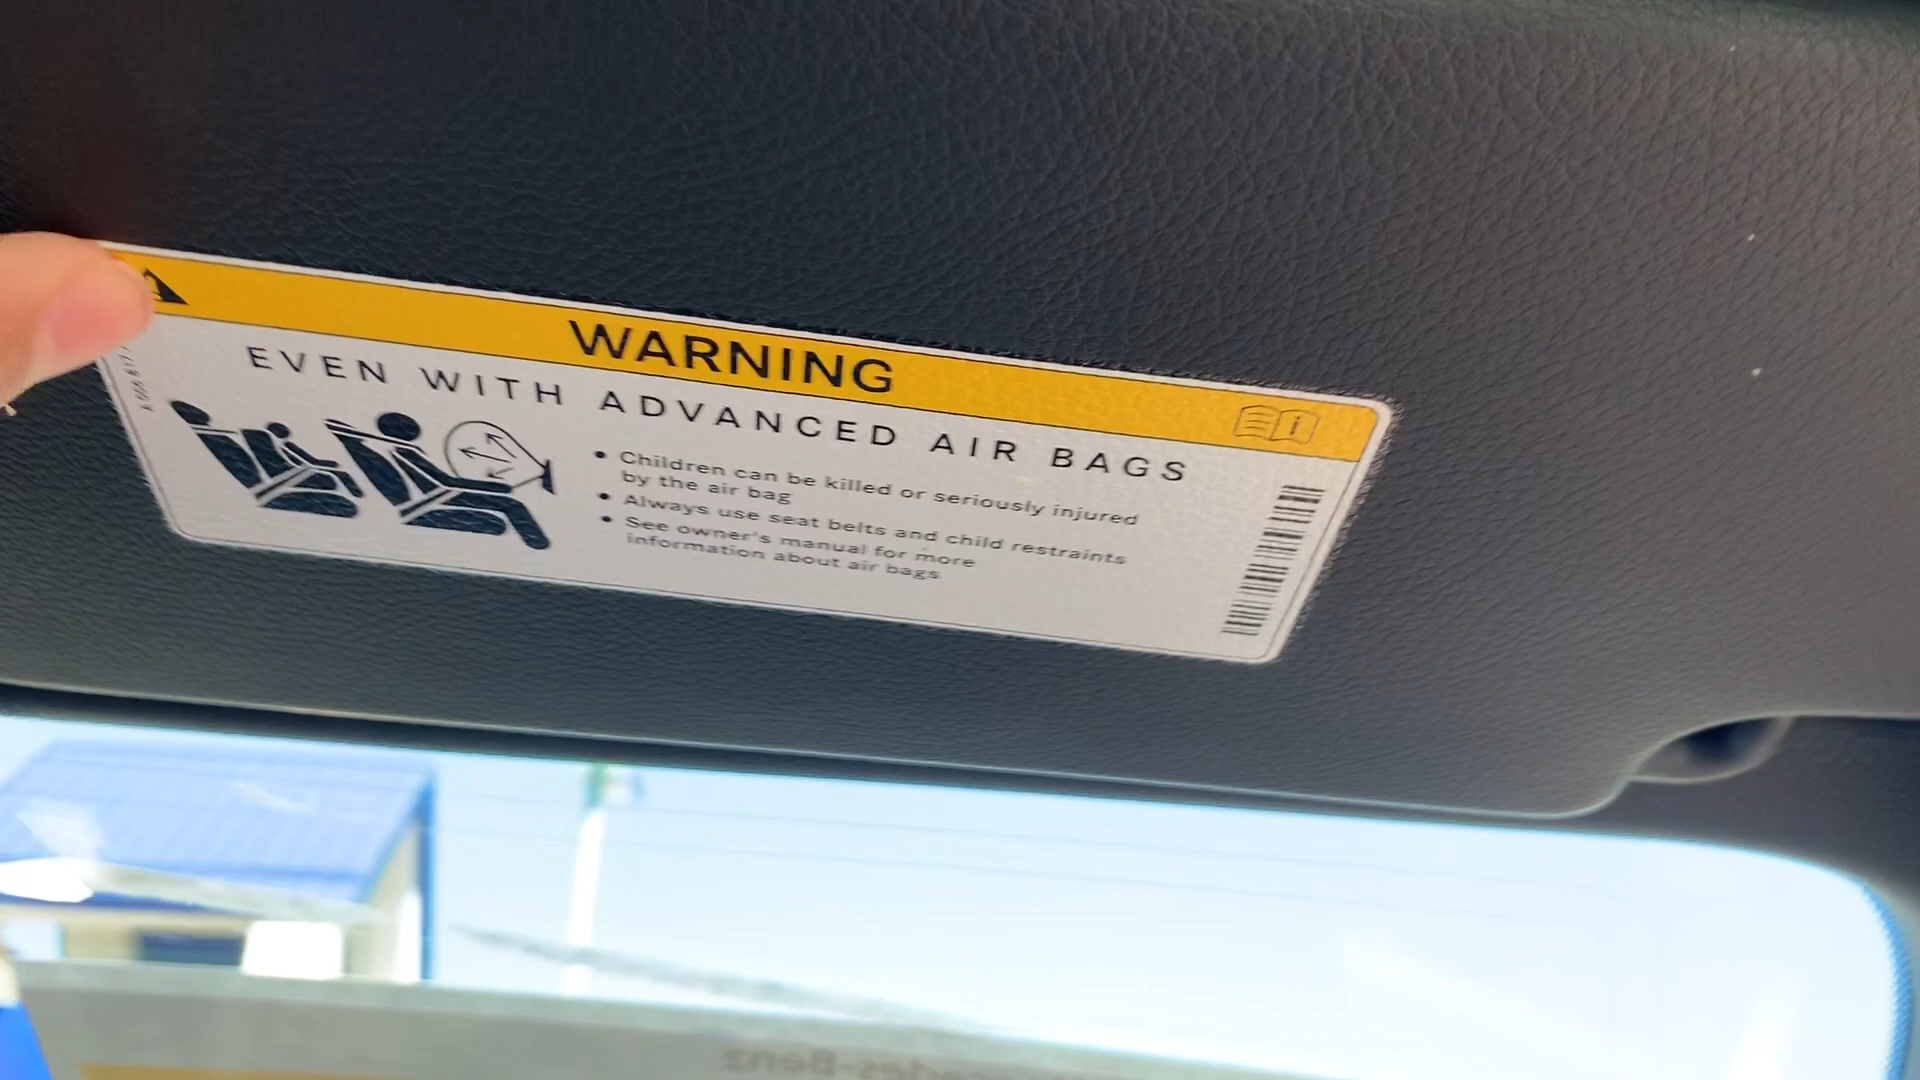 WARNING
EVEN WITH ADVANCED AIR BAGS
• Children can be killed or seriously injured
by the air bag
• Always use seat belts and child restraints
• See owner's manual for more
information about air bags